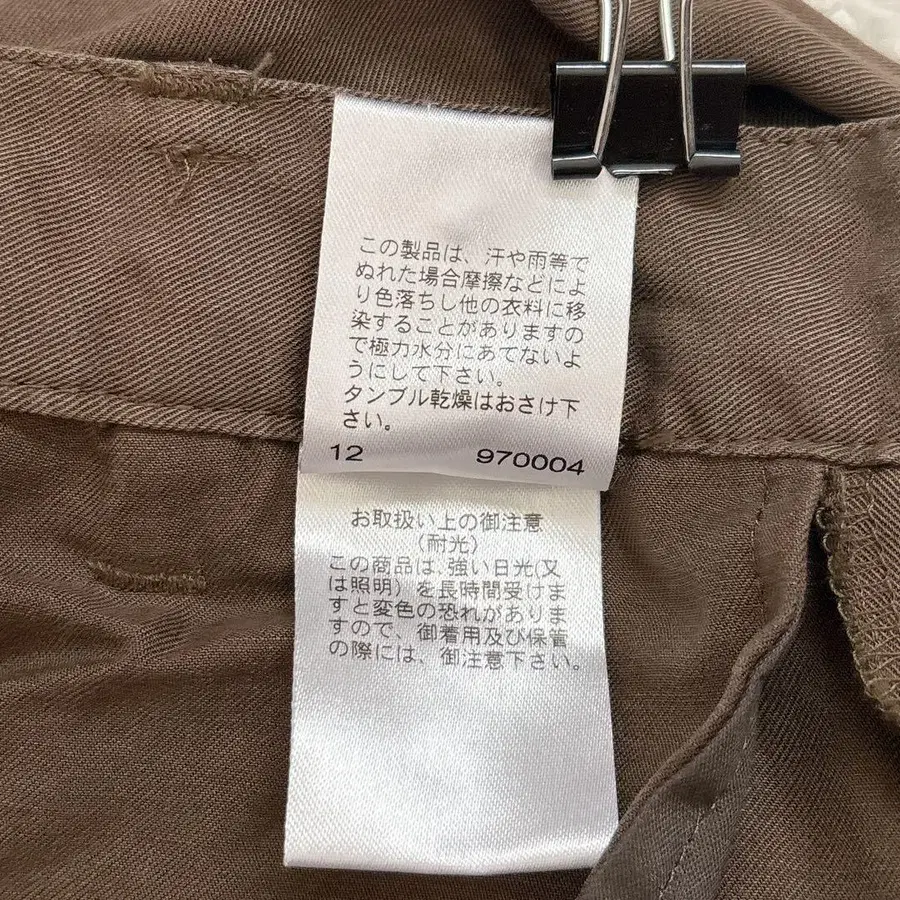 この製品は、汗や雨等で
ぬれた場合摩擦などによ
り色落ちし他の衣料に移
染することがありますの
で極力水分にあてないよ
うにして下さい。
タンブル乾燥はおさけ下
さい。
12 970004
お取扱い上の御注意
（耐光）
この商品は、強い日光(又
は照明）を長時間受けま
すと変色の恐れがありま
すので、御着用及び保管
の際には、御注意下さい。